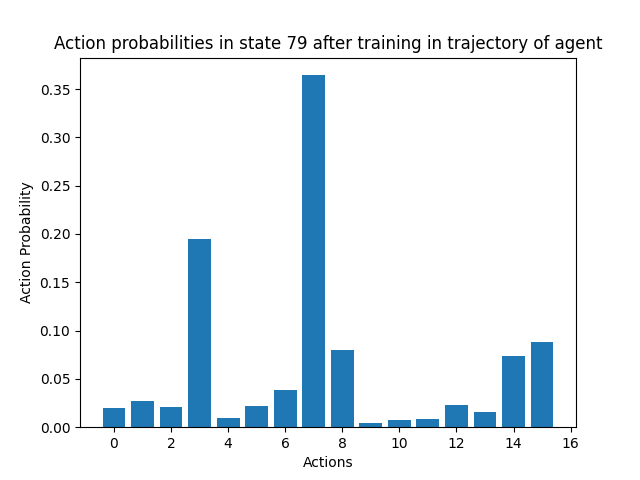 Action probabilities in state 79 after training in trajectory of agent
0.35
0.30
0.25
0.20
0.15
0.10
0.05
0.00
Action Probability
0 2 4 6 8 10 12 14 16
Actions